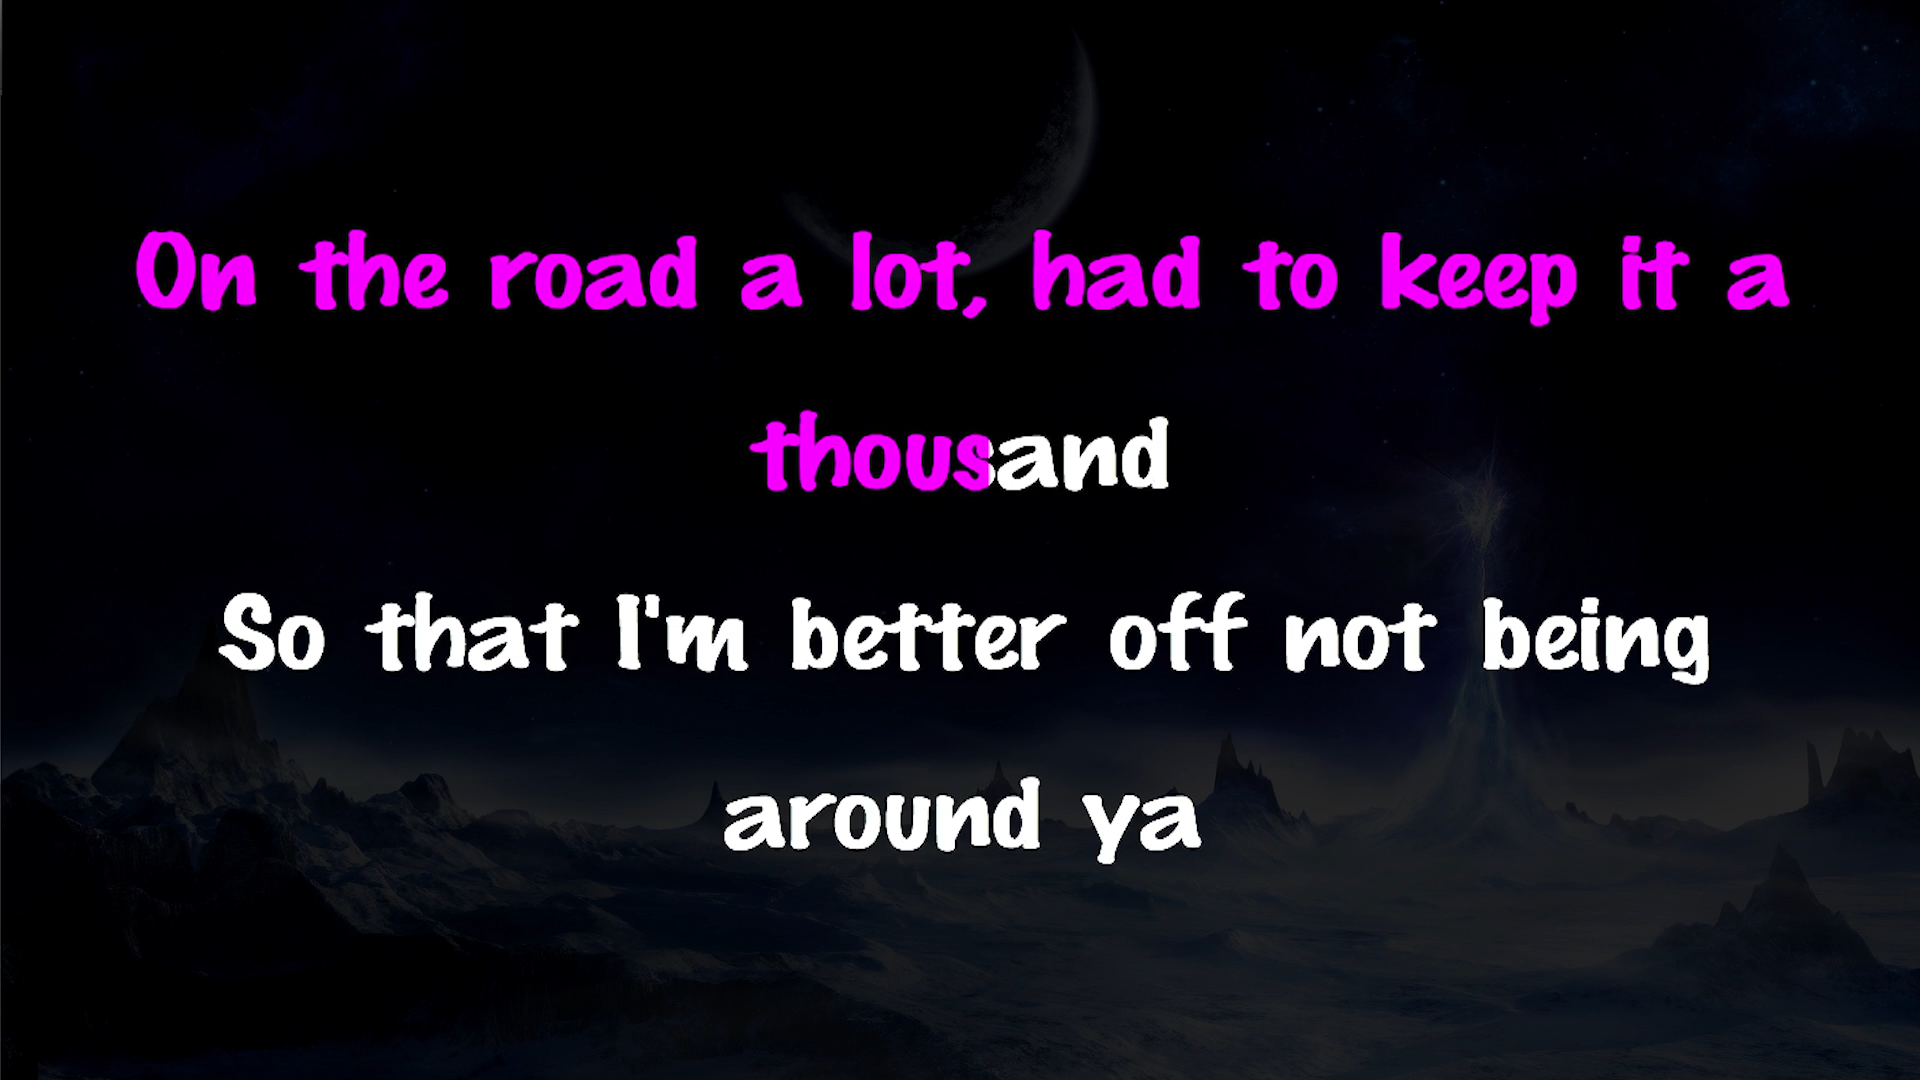 On the road a lot, had to keep it a
thousand
So that I'm better off not being
around ya